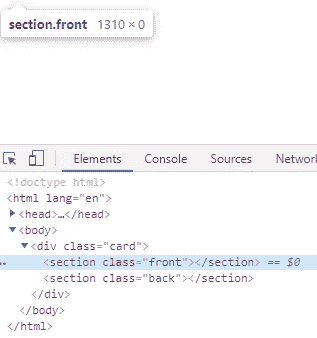 section.front 1310 × 0
Elements Console Sources Network
<!doctype html>
<html lang="en">
<head>…</head>
<body>
<div class="card">
… <section class="front"></section> == $0
<section class="back"></section>
</div>
</body>
</html>